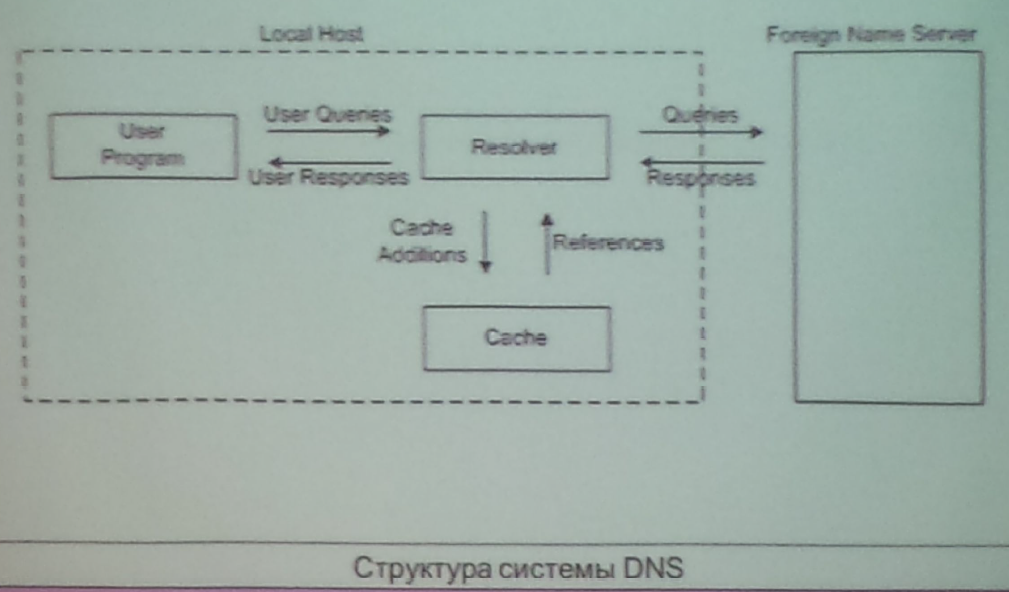 Local Host
Foreign Name Server
User Queries
Queries
User
Program
Resolver
User Responses
Responses
Cache
Additions
References
Cache
Структура системы DNS